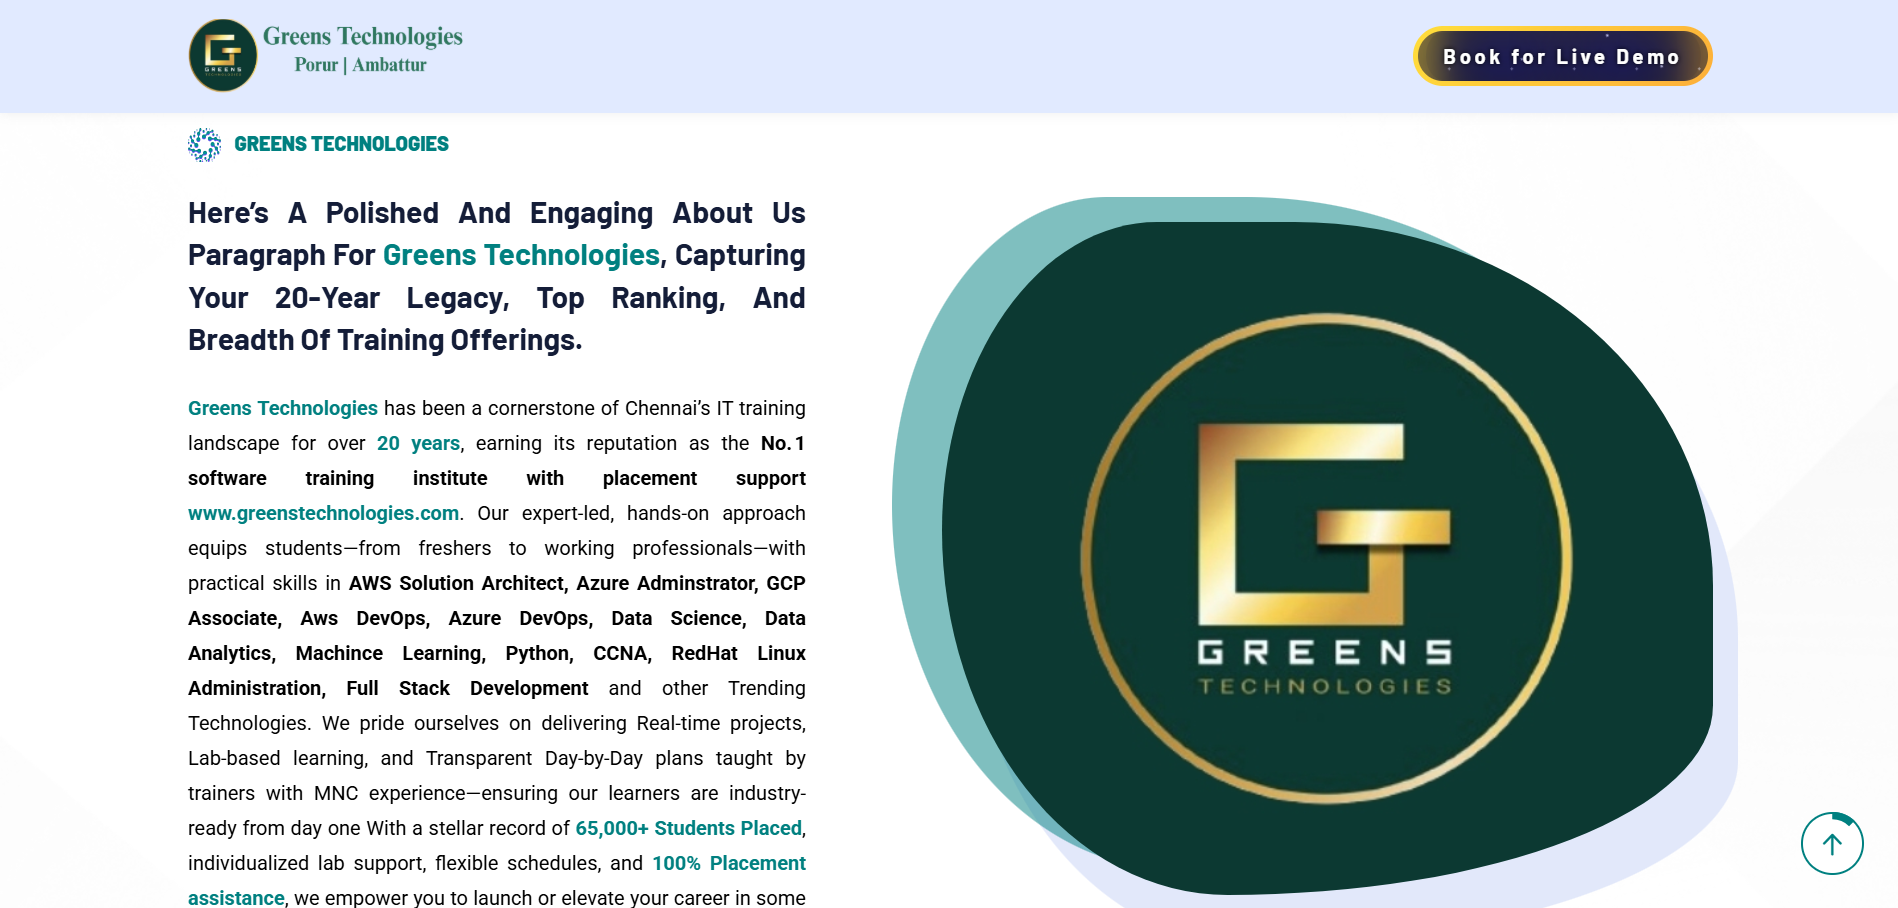 GREENS
TECHNOLOGIES
Greens Technologies
Porur | Ambattur
Book for Live Demo
GREENS TECHNOLOGIES
Here’s A Polished And Engaging About Us
Paragraph For Greens Technologies, Capturing
Your 20-Year Legacy, Top Ranking, And
Breadth Of Training Offerings.
Greens Technologies has been a cornerstone of Chennai’s IT training
landscape for over 20 years, earning its reputation as the No. 1
software training institute with placement support
www.greenstechnologies.com. Our expert-led, hands-on approach
equips students—from freshers to working professionals—with
practical skills in AWS Solution Architect, Azure Adminstrator, GCP
Associate, Aws DevOps, Azure DevOps, Data Science, Data
Analytics, Machince Learning, Python, CCNA, RedHat Linux
Administration, Full Stack Development and other Trending
Technologies. We pride ourselves on delivering Real-time projects,
Lab-based learning, and Transparent Day-by-Day plans taught by
trainers with MNC experience—ensuring our learners are industry-
ready from day one With a stellar record of 65,000+ Students Placed,
individualized lab support, flexible schedules, and 100% Placement
assistance, we empower you to launch or elevate your career in some
GREENS
TECHNOLOGIES